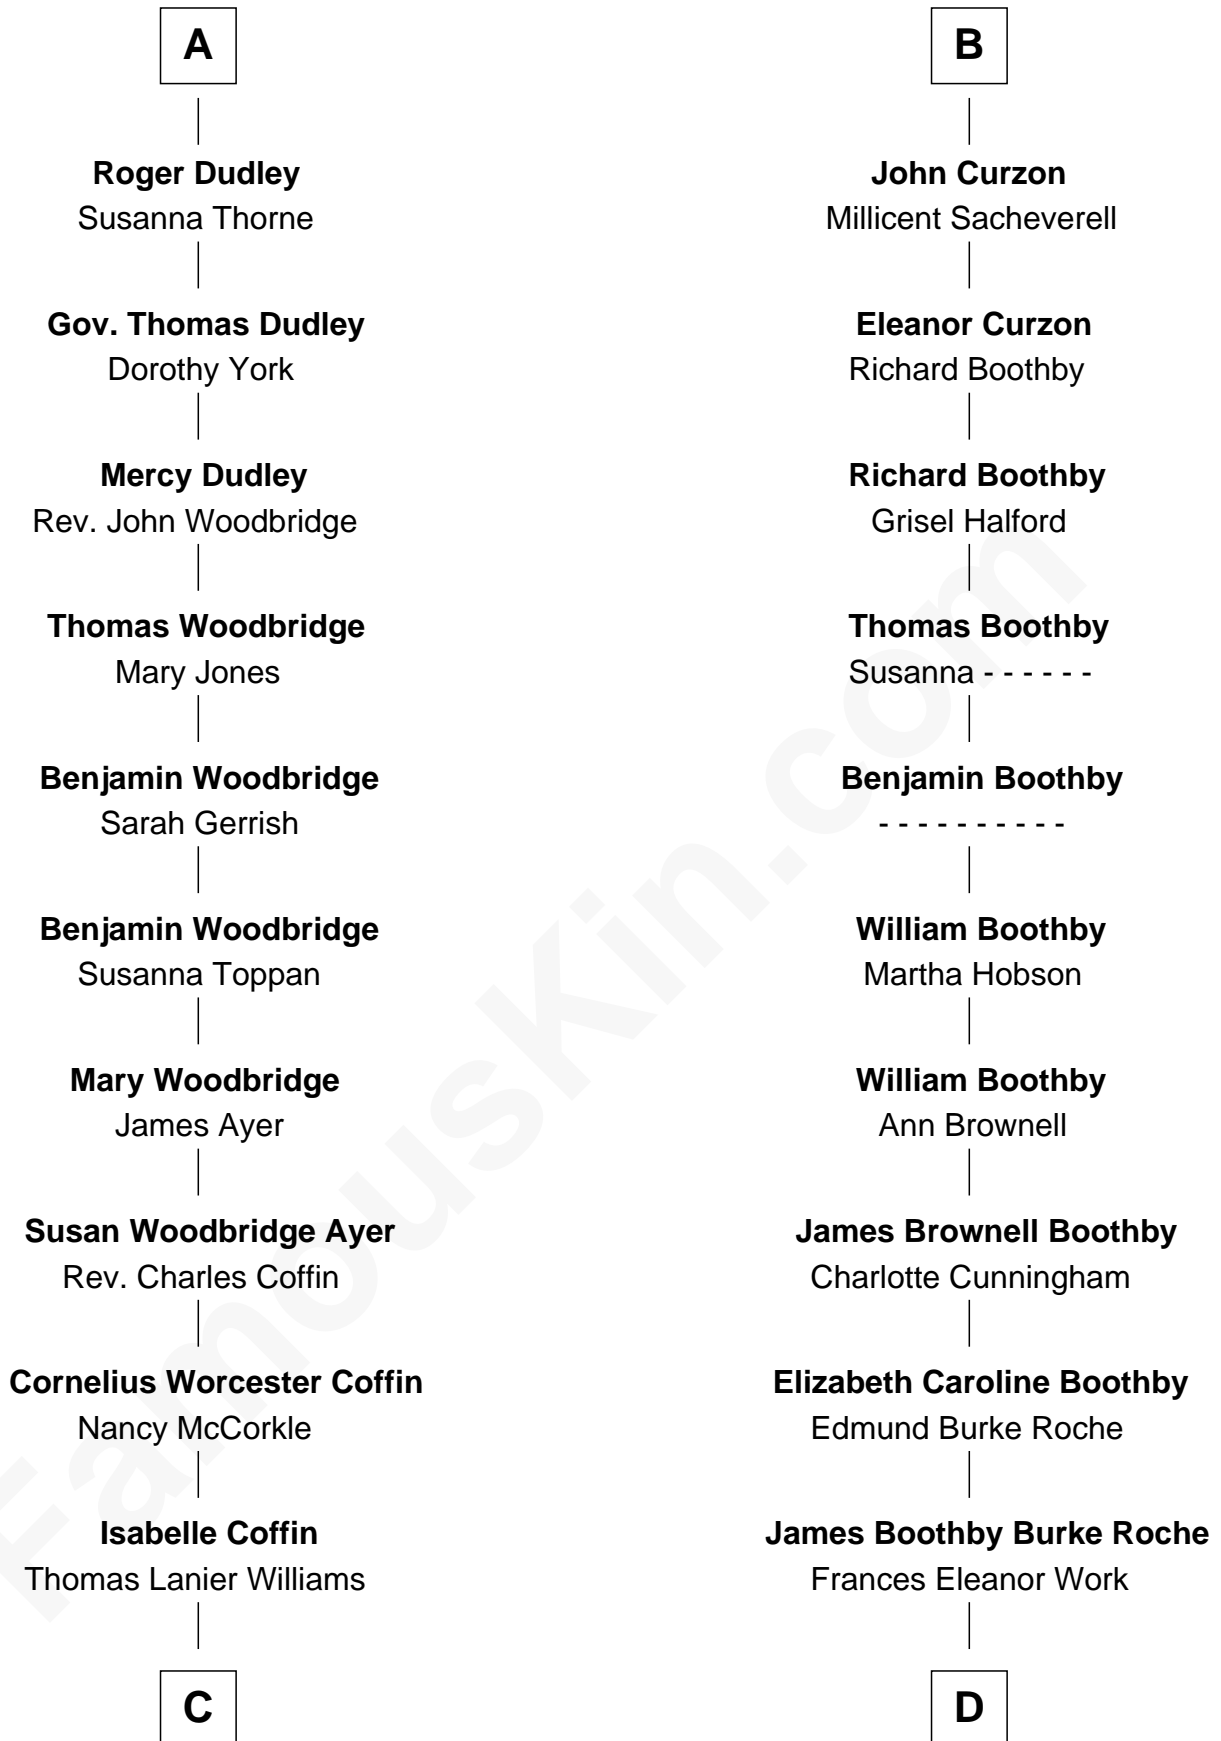 A
Roger Dudley
Susanna Thorne
Gov. Thomas Dudley
Dorothy York
Mercy Dudley
Rev. John Woodbridge
Thomas Woodbridge
Mary Jones
Benjamin Woodbridge
Sarah Gerrish
Benjamin Woodbridge
Susanna Toppan
Mary Woodbridge
James Ayer
Susan Woodbridge Ayer
Rev. Charles Coffin
Cornelius Worcester Coffin
Nancy McCorkle
Isabelle Coffin
Thomas Lanier Williams
C
B
John Curzon
Millicent Sacheverell
Eleanor Curzon
Richard Boothby
Richard Boothby
Grisel Halford
Thomas Boothby
Susanna - - - - - -
Benjamin Boothby
- - - - - - - - - -
William Boothby
Martha Hobson
William Boothby
Ann Brownell
James Brownell Boothby
Charlotte Cunningham
Elizabeth Caroline Boothby
Edmund Burke Roche
James Boothby Burke Roche
Frances Eleanor Work
D
FamousKin.com